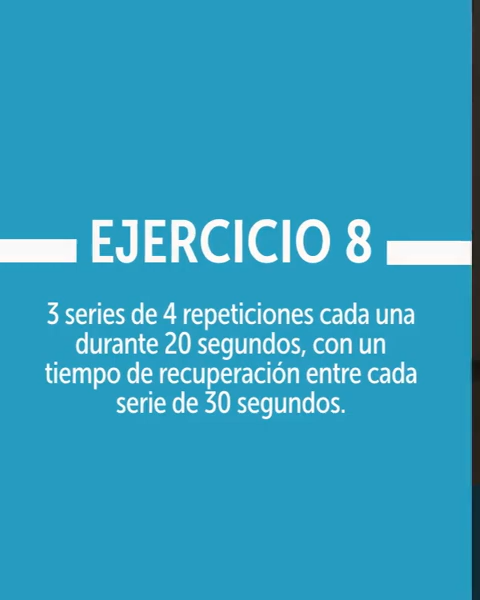 EJERCICIO 8
3 series de 4 repeticiones cada una
durante 20 segundos, con un
tiempo de recuperación entre cada
serie de 30 segundos.